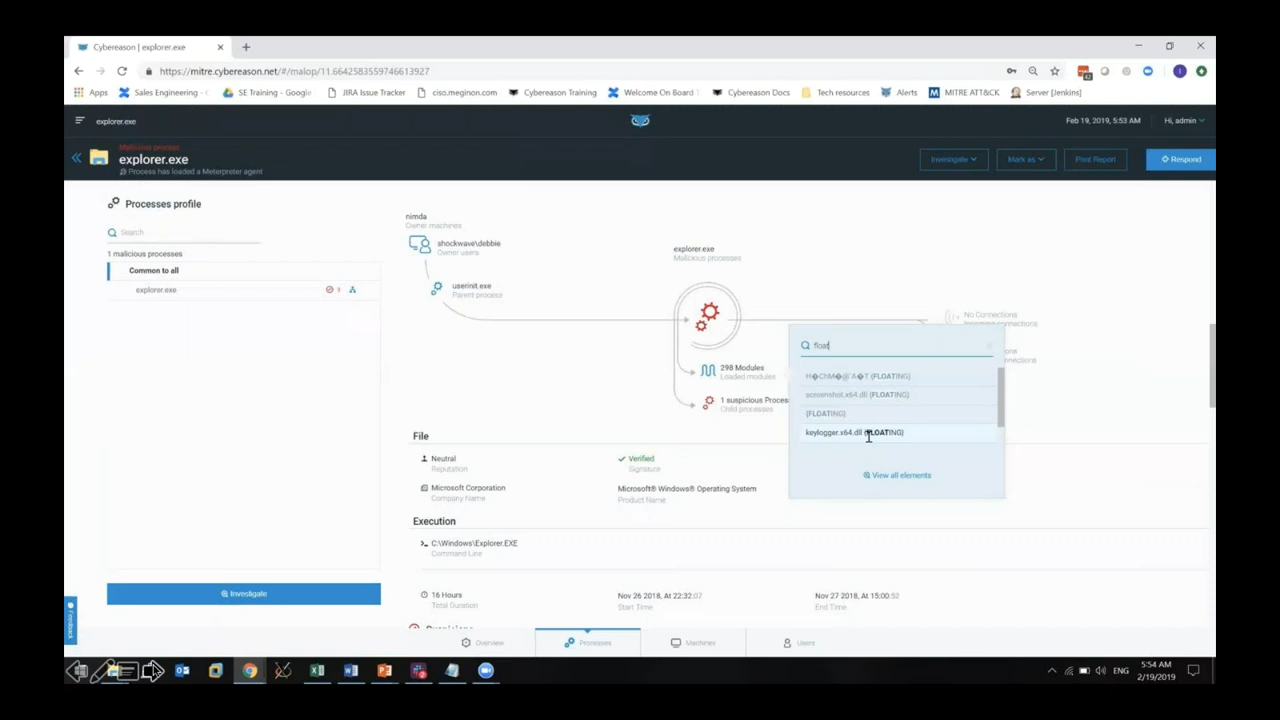 Cybereason | explorer.exe
https://mitre.cybereason.net/#/malop/11.6642583559746613927
Apps
Sales Engineering - C
SE Training - Google
JIRA Issue Tracker
ciso.meginon.com
Cybereason Training
Welcome On Board
Cybereason Docs
Tech resources
Alerts
MITRE ATT&CK
Server [Jenkins]
explorer.exe
Feb 19, 2019, 5:53 AM
Hi, admin
Malicious process
explorer.exe
Process has loaded a Meterpreter agent
Investigate
Mark as
Print Report
Respond
Processes profile
Search
1 malicious processes
Common to all
explorer.exe
Investigate
nimda
Owner machines
shockwave\debbie
Owner users
userinit.exe
Parent process
explorer.exe
Malicious processes
No Connections
Incoming connections
298 Modules
Loaded modules
1 suspicious Proces
Child processes
float
(FLOATING)
screenshot.x64.dll (FLOATING)
(FLOATING)
keylogger.x64.dll (FLOATING)
View all elements
File
Neutral
Reputation
Verified
Signature
Microsoft Corporation
Company Name
Microsoft® Windows® Operating System
Product Name
Execution
C:\Windows\Explorer.EXE
Command Line
16 Hours
Total Duration
Nov 26 2018, At 22:32:07
Start Time
Nov 27 2018, At 15:00:52
End Time
Feedback
Overview
Processes
Machines
Users
ENG
5:54 AM
2/19/2019